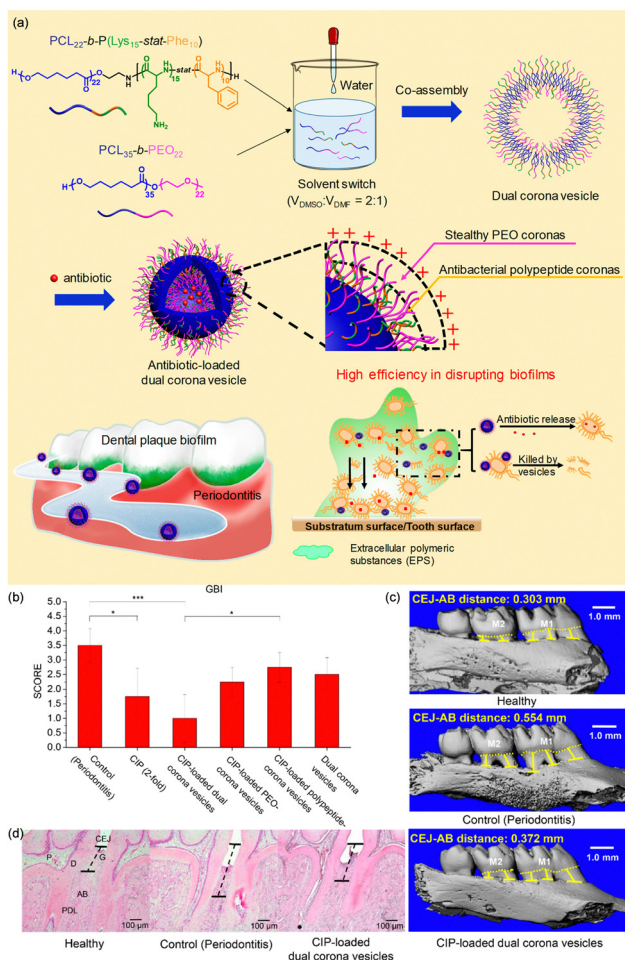 (a)
PCL22-b-P(Lys15-stat-Phe10)
H
O
O
22
O
N
H
O
H
N
15
stat
O
H
N
10
H
NH2
Water
Co-assembly
PCL35-b-PEO22
H
O
O
35
O
O
22
Solvent switch
(VDMSO:VDMF = 2:1)
Dual corona vesicle
antibiotic
Stealthy PEO coronas
Antibacterial polypeptide coronas
Antibiotic-loaded
dual corona vesicle
High efficiency in disrupting biofilms
Dental plaque biofilm
Periodontitis
Antibiotic release
Killed by
vesicles
Substratum surface/Tooth surface
Extracellular polymeric
substances (EPS)
(b)
GBI
SCORE
5.0
4.5
4.0
3.5
3.0
2.5
2.0
1.5
1.0
0.5
0.0
***
*
*
Control
(Periodontitis)
CIP (2-fold)
CIP-loaded dual
corona vesicles
CIP-loaded PEO-
corona vesicles
CIP-loaded polypeptide-
corona vesicles
Dual corona
vesicles
(c)
CEJ-AB distance: 0.303 mm
M2
M1
1.0 mm
Healthy
CEJ-AB distance: 0.554 mm
M2
M1
1.0 mm
Control (Periodontitis)
CEJ-AB distance: 0.372 mm
M2
M1
1.0 mm
CIP-loaded dual corona vesicles
(d)
CEJ
P
D
G
AB
PDL
100 μm
100 μm
100 μm
Healthy
Control (Periodontitis)
CIP-loaded
dual corona vesicles